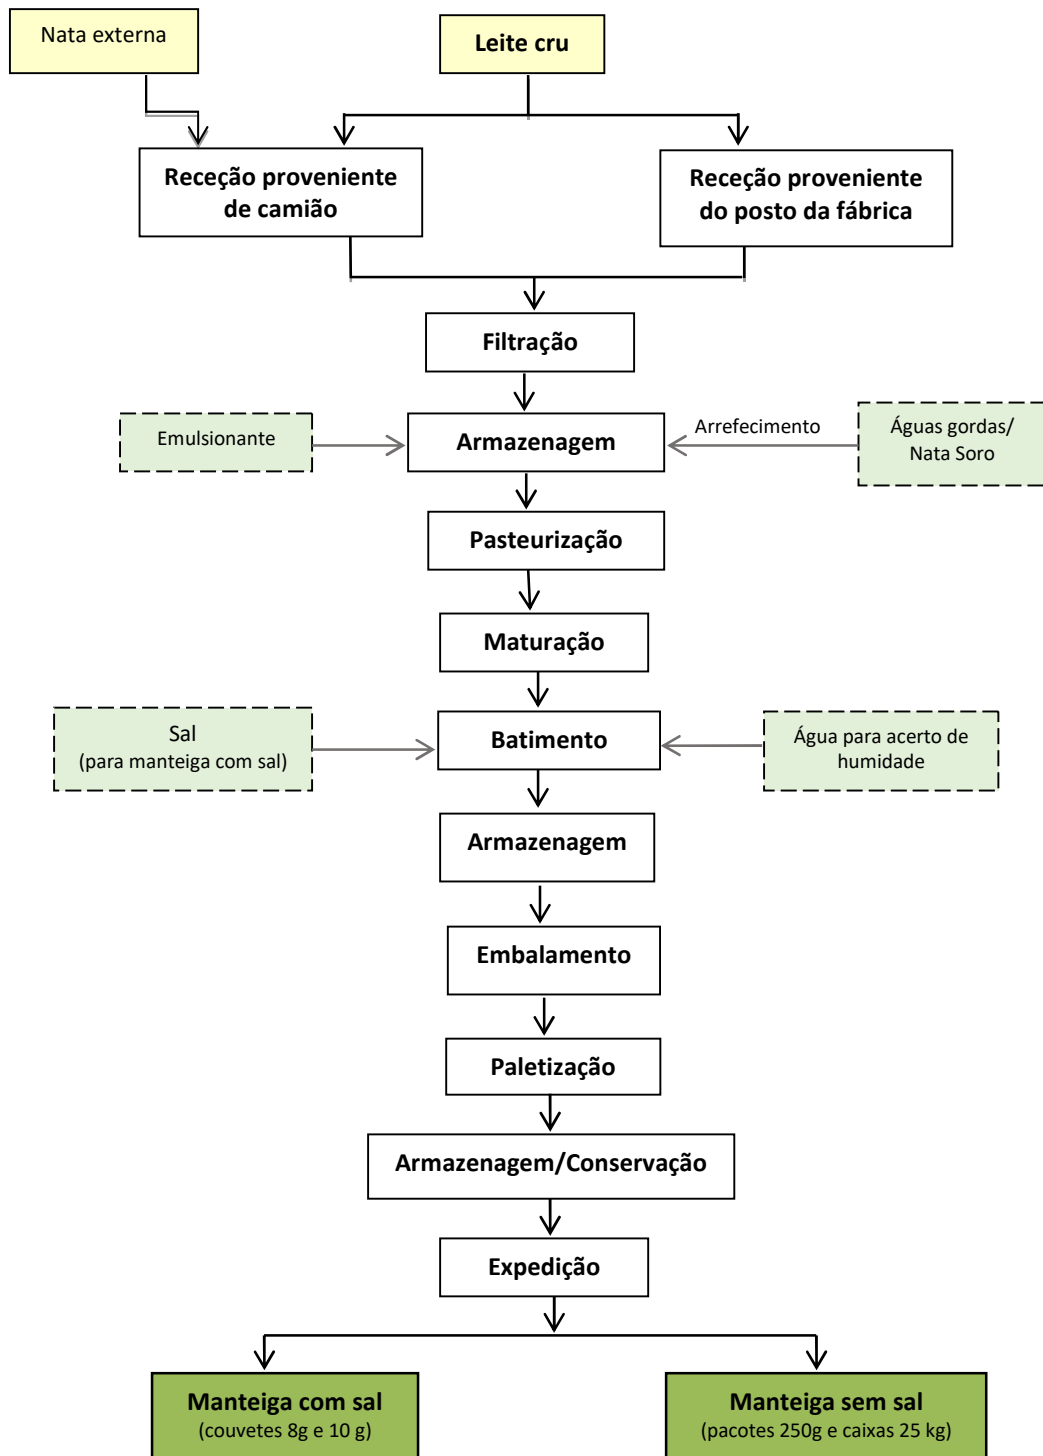 Nata externa
Leite cru
Receção proveniente
de camião
Receção proveniente
do posto da fábrica
Filtração
Emulsionante
Armazenagem
Arrefecimento
Águas gordas/
Nata Soro
Pasteurização
Maturação
Sal
(para manteiga com sal)
Batimento
Água para acerto de
humidade
Armazenagem
Embalamento
Paletização
Armazenagem/Conservação
Expedição
Manteiga com sal
(couvetes 8g e 10 g)
Manteiga sem sal
(pacotes 250g e caixas 25 kg)